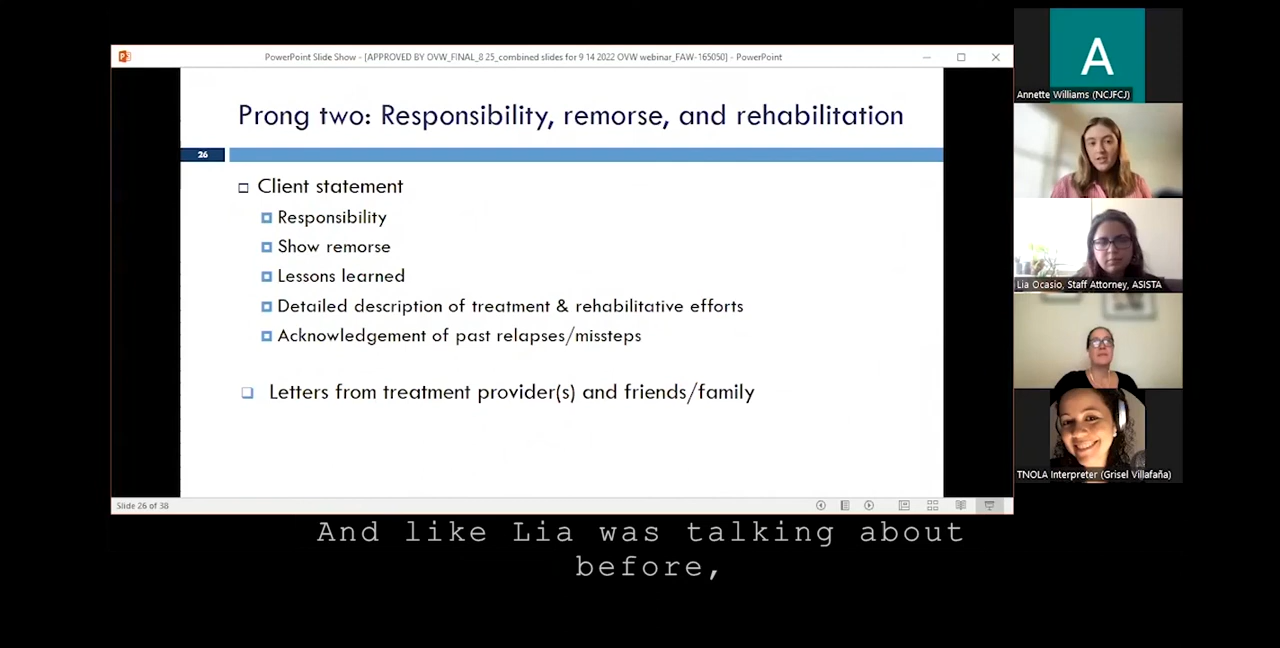 PowerPoint Slide Show - [APPROVED BY OVW_FINAL_8 25_combined slides for 9 14 2022 OVW webinar_FAW-165050] - PowerPoint
Prong two: Responsibility, remorse, and rehabilitation
26
Client statement
Responsibility
Show remorse
Lessons learned
Detailed description of treatment & rehabilitative efforts
Acknowledgement of past relapses/missteps
Letters from treatment provider(s) and friends/family
Slide 26 of 38
A
Annette Williams (NCJFCJ)
Lia Ocasio, Staff Attorney, ASISTA
TNOLA Interpreter (Grisel Villafaña)
And like Lia was talking about
before,